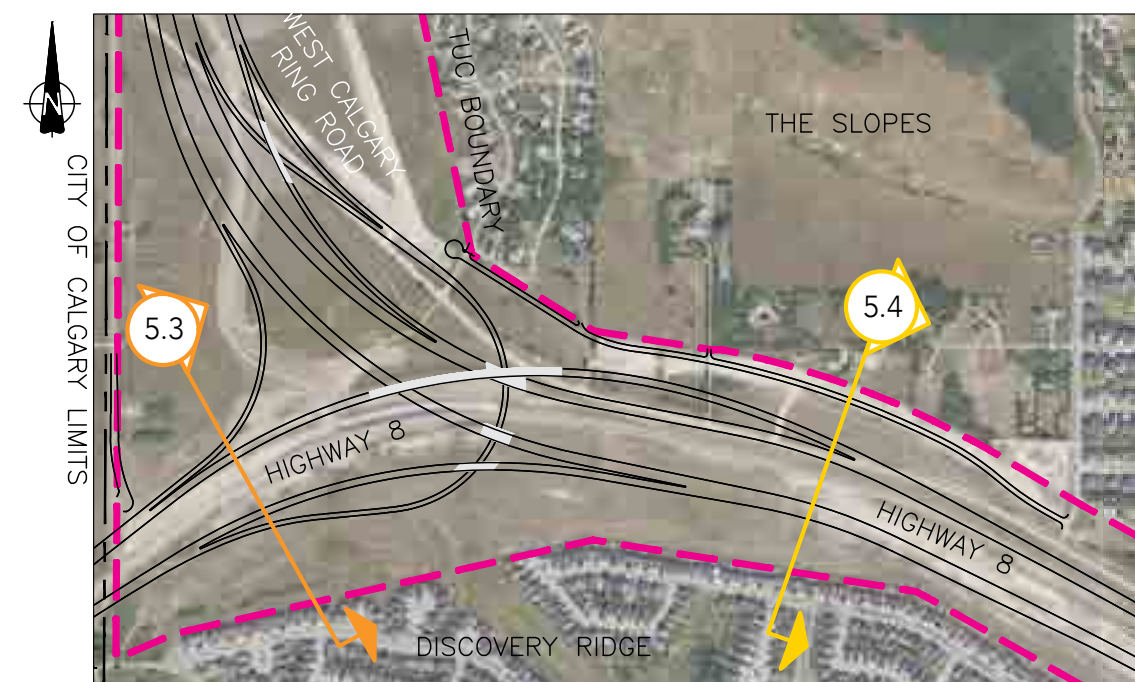 N
WEST CALGARY
RING ROAD
TUC BOUNDARY
THE SLOPES
CITY OF CALGARY LIMITS
5.3
5.4
HIGHWAY 8
HIGHWAY 8
DISCOVERY RIDGE